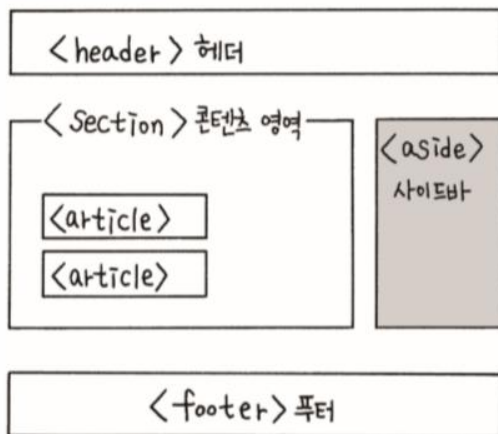 <header> 헤더
<section> 콘텐츠 영역
<article>
<article>
<aside>
사이드바
<footer> 푸터